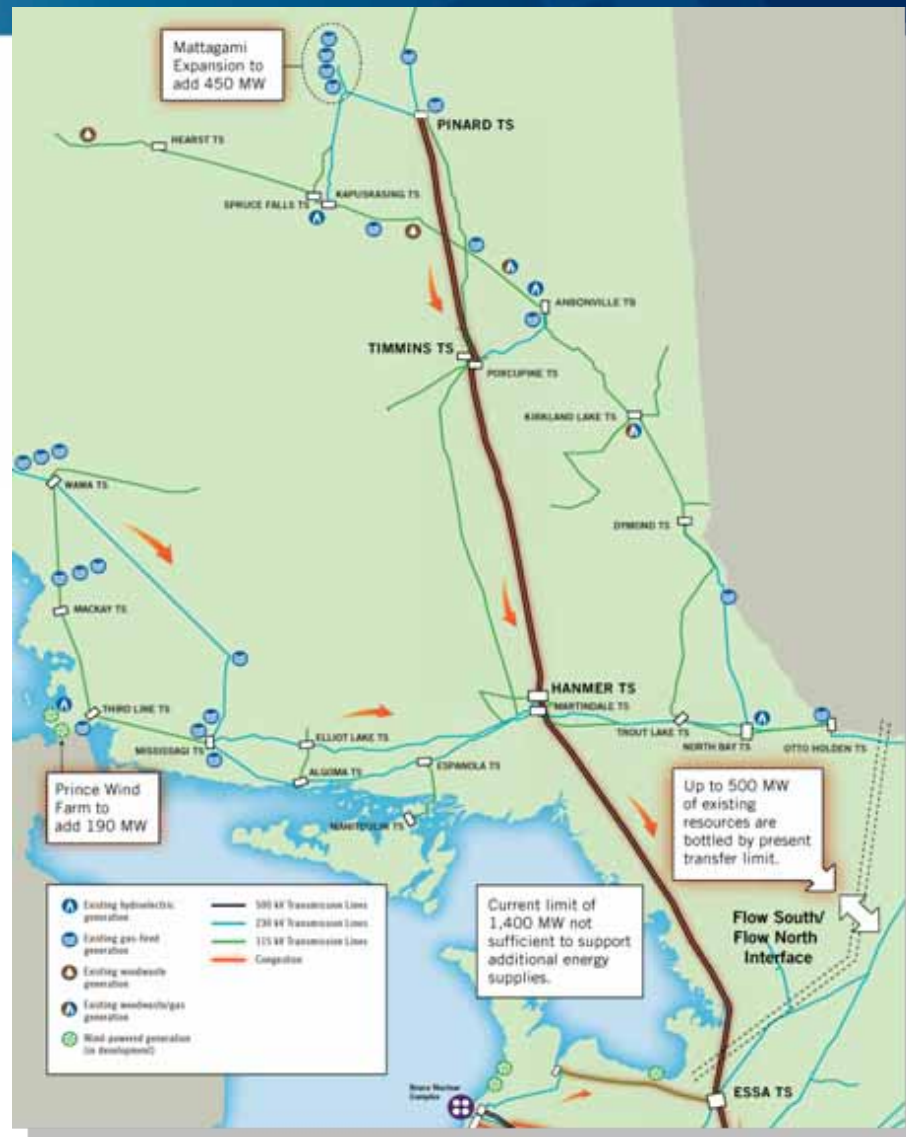 Mattagami
Expansion to
add 450 MW
PINARD TS
HEARST TS
KAPUSKASING TS
SPRUCE FALLS TS
ANSONVILLE TS
TIMMINS TS
PORCUPINE TS
KIRKLAND LAKE TS
WAWA TS
DYMOND TS
MACKAY TS
HANMER TS
MARTINDALE TS
THIRD LINE TS
TROUT LAKE TS
NORTH BAY TS
OTTO HOLDEN TS
MISSISSAGI TS
ELLIOT LAKE TS
ALGOMA TS
ESPANOLA TS
MANITOULIN TS
Prince Wind
Farm to
add 190 MW
Up to 500 MW
of existing
resources are
bottled by present
transfer limit.
Flow South/
Flow North
Interface
Current limit of
1,400 MW not
sufficient to support
additional energy
supplies.
Existing hydroelectric
generation
Existing gas-fired
generation
Existing woodwaste
generation
Existing woodwaste/gas
generation
Wind-powered generation
(in development)
500 kV Transmission Lines
230 kV Transmission Lines
115 kV Transmission Lines
Congestion
Bruce Nuclear
Complex
ESSA TS